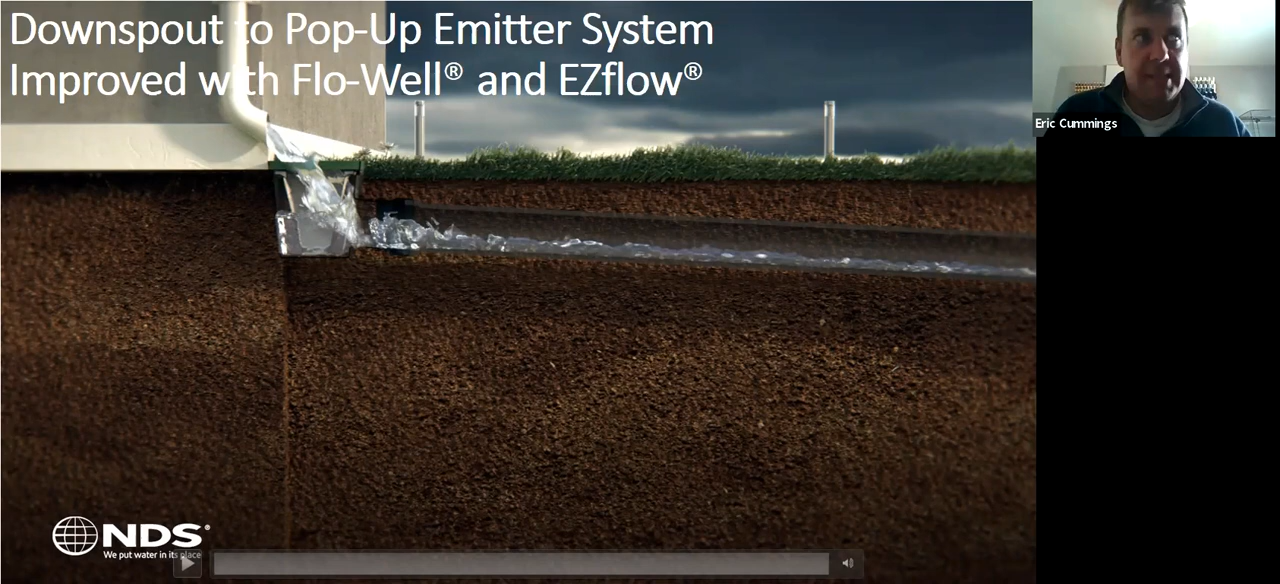 Downspout to Pop-Up Emitter System
Improved with Flo-Well® and EZflow®
Eric Cummings
NDS®
We put water in its place